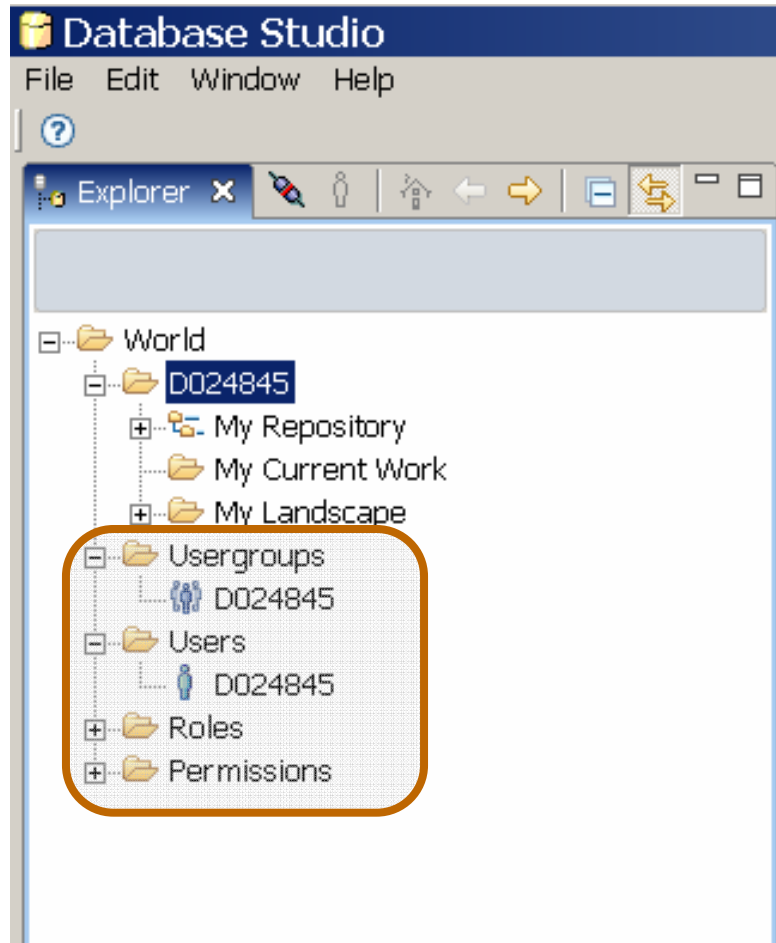 Database Studio
File Edit Window Help
Explorer
World
D024845
My Repository
My Current Work
My Landscape
Usergroups
D024845
Users
D024845
Roles
Permissions